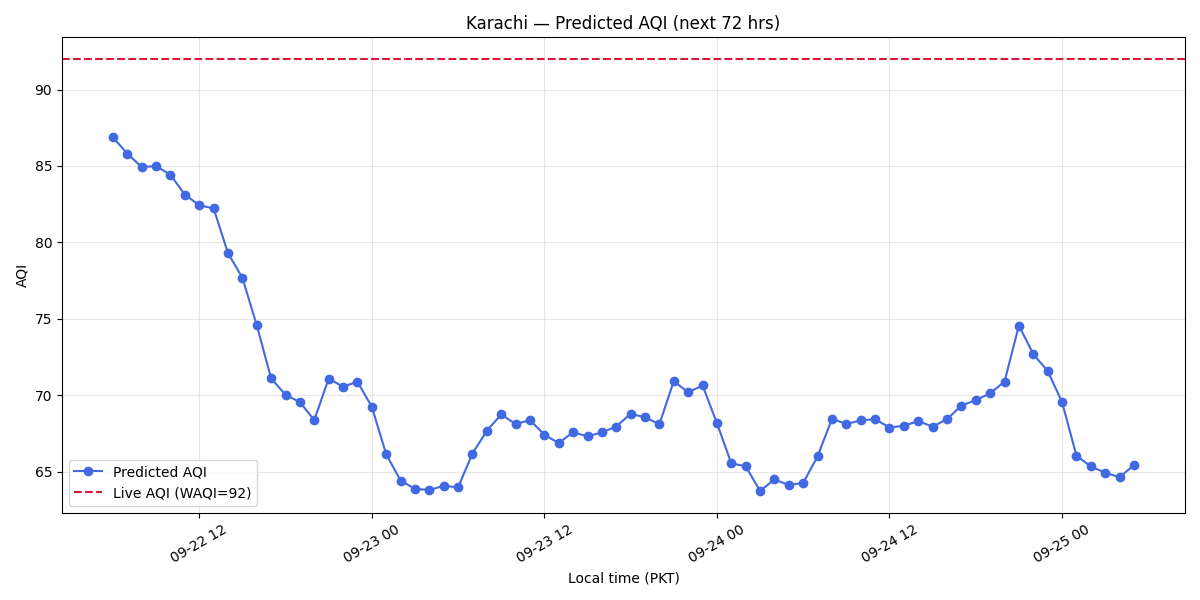 Karachi — Predicted AQI (next 72 hrs)
AQI
90
85
80
75
70
65
Predicted AQI
Live AQI (WAQI=92)
09-22 12
09-23 00
09-23 12
09-24 00
09-24 12
09-25 00
Local time (PKT)